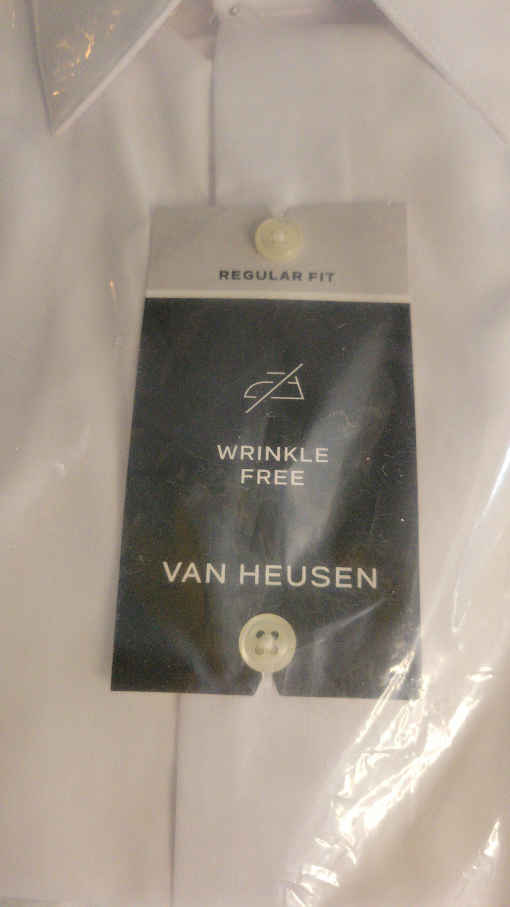 REGULAR FIT
WRINKLE
FREE
VAN HEUSEN